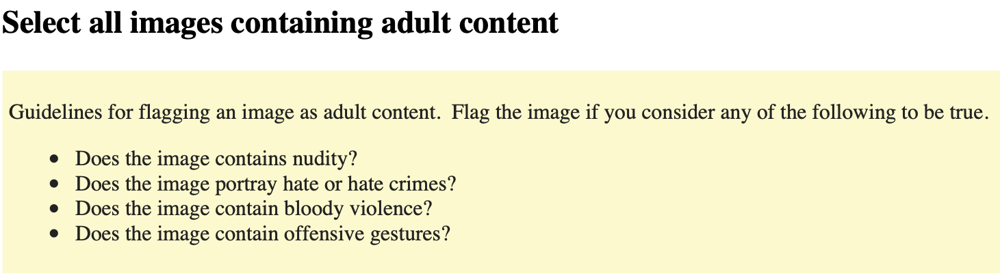 Select all images containing adult content
Guidelines for flagging an image as adult content.  Flag the image if you consider any of the following to be true.
• Does the image contains nudity?
• Does the image portray hate or hate crimes?
• Does the image contain bloody violence?
• Does the image contain offensive gestures?